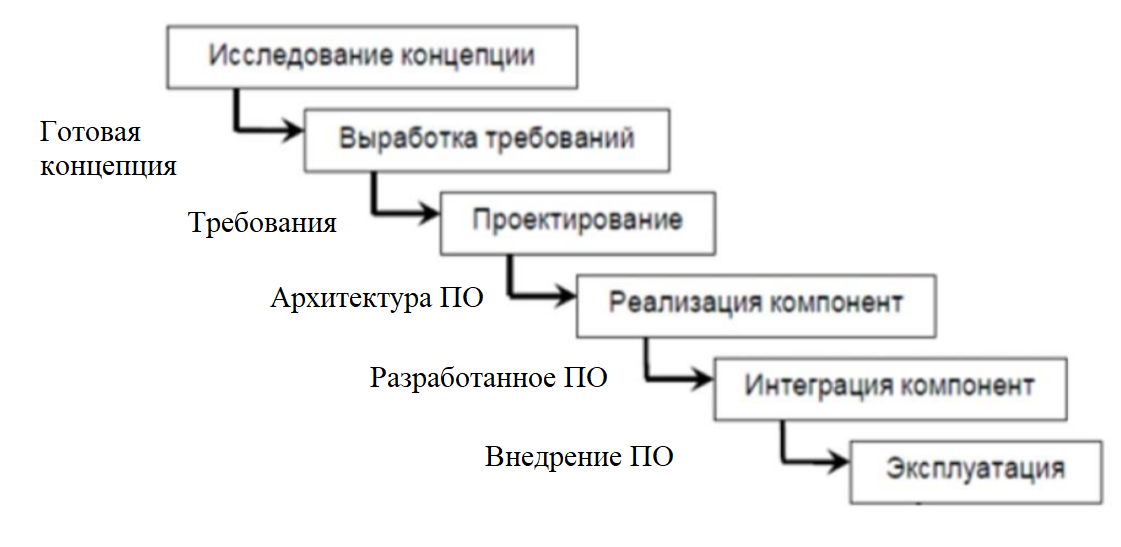 Исследование концепции
Готовая
концепция
Выработка требований
Требования
Проектирование
Архитектура ПО
Реализация компонент
Разработанное ПО
Интеграция компонент
Внедрение ПО
Эксплуатация